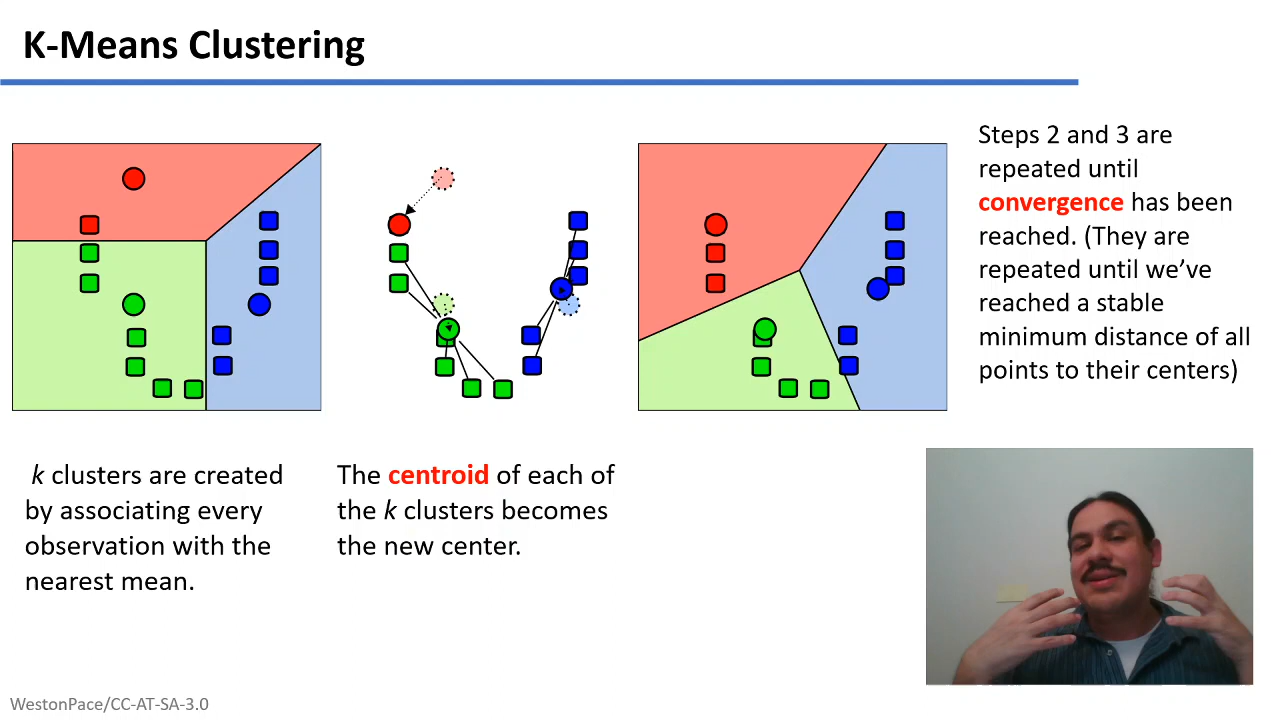 K-Means Clustering
Steps 2 and 3 are
repeated until
convergence has been
reached. (They are
repeated until we’ve
reached a stable
minimum distance of all
points to their centers)
k clusters are created
by associating every
observation with the
nearest mean.
The centroid of each of
the k clusters becomes
the new center.
WestonPace/CC-AT-SA-3.0